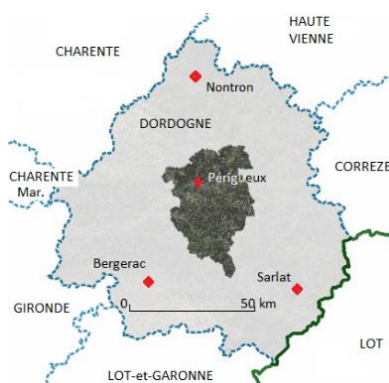 HAUTE
VIENNE
CHARENTE
Nontron
DORDOGNE
CHARENTE
Mar.
Périgueux
CORREZE
Bergerac
Sarlat
GIRONDE
0 50 km
LOT
LOT-et-GARONNE